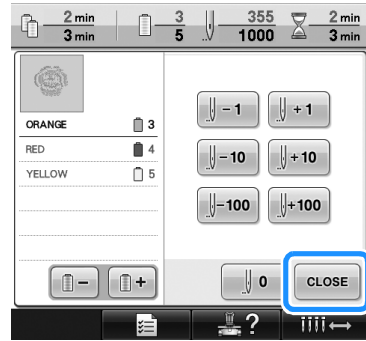 2 min 3 355 2 min
3 min 5 1000 3 min
ORANGE 3
RED 4
YELLOW 5
-1 +1
-10 +10
-100 +100
- + 0 CLOSE
?